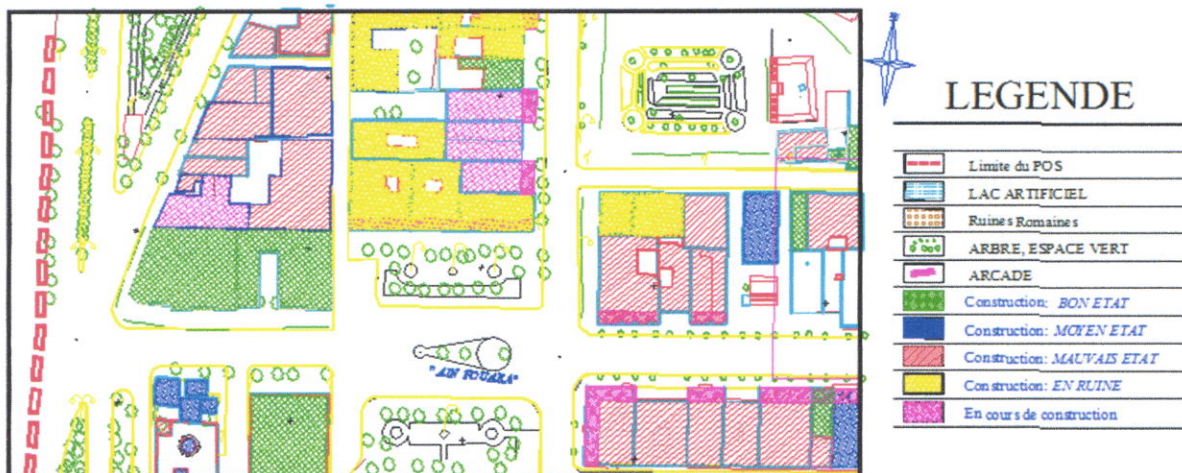 LEGENDE
Limite du POS
LAC ARTIFICIEL
Ruines Romaines
ARBRE, ESPACE VERT
ARCADE
Construction: BON ETAT
Construction: MOYEN ETAT
Construction: MAUVAIS ETAT
Construction: EN RUINE
En cours de construction
"AIN FOUARA"